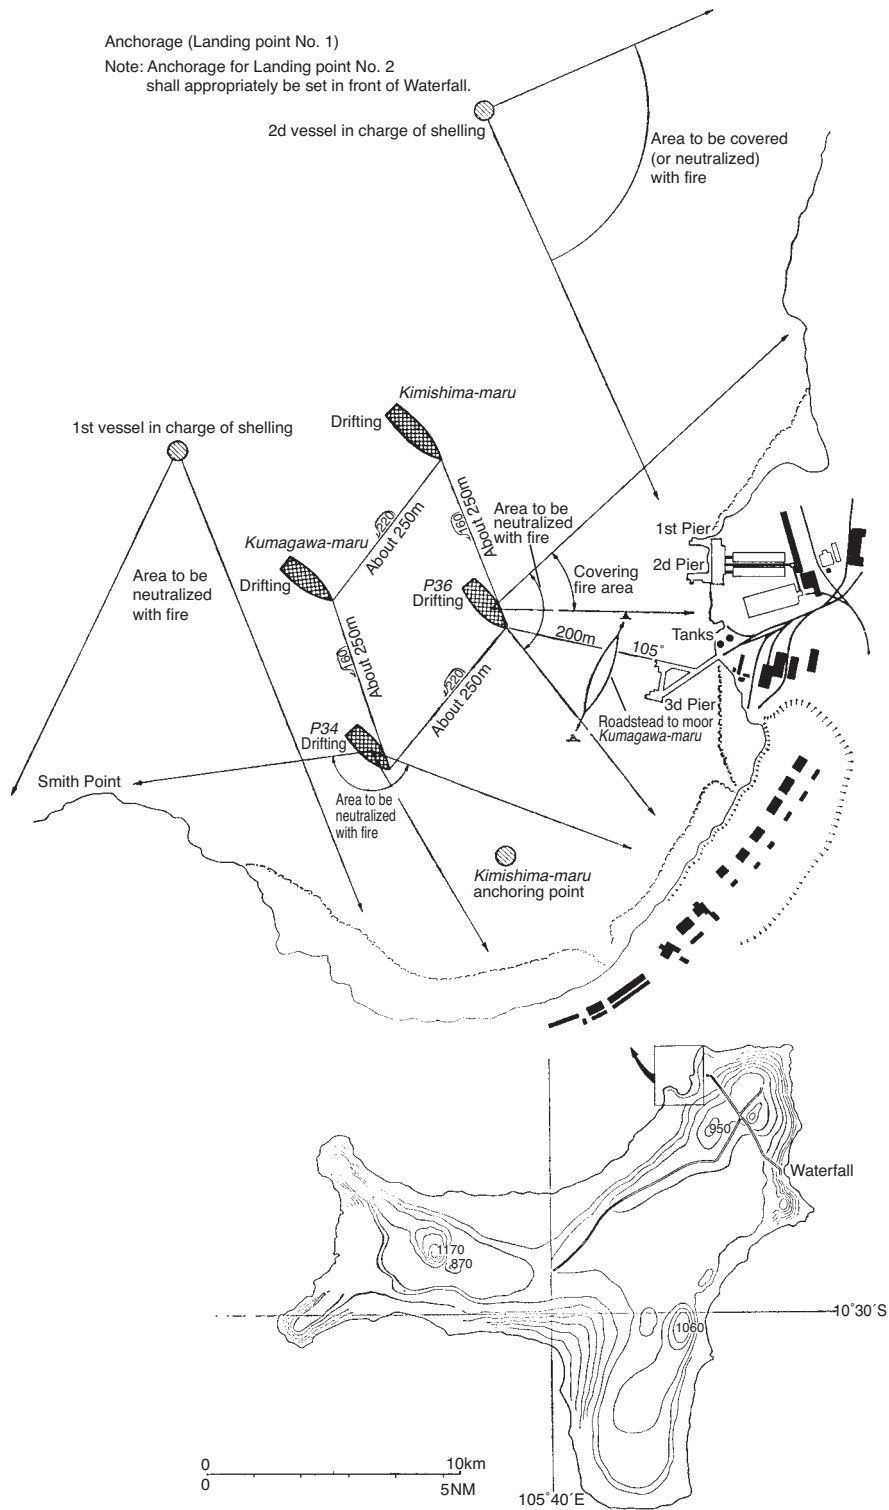 Anchorage (Landing point No. 1)
Note: Anchorage for Landing point No. 2
shall appropriately be set in front of Waterfall.
2d vessel in charge of shelling
Area to be covered
(or neutralized)
with fire
Kimishima-maru
Drifting
1st vessel in charge of shelling
220
About 250m
160
About 250m
Area to be
neutralized
with fire
Kumagawa-maru
Drifting
Area to be
neutralized
with fire
1st Pier
2d Pier
P36
Drifting
Covering
fire area
Tanks
200m
105°
160
About 250m
220
About 250m
3d Pier
Roadstead to moor
Kumagawa-maru
P34
Drifting
Smith Point
Area to be
neutralized
with fire
Kimishima-maru
anchoring point
950
Waterfall
1170
870
10°30´S
1060
0
10km
0
5NM
105°40´E